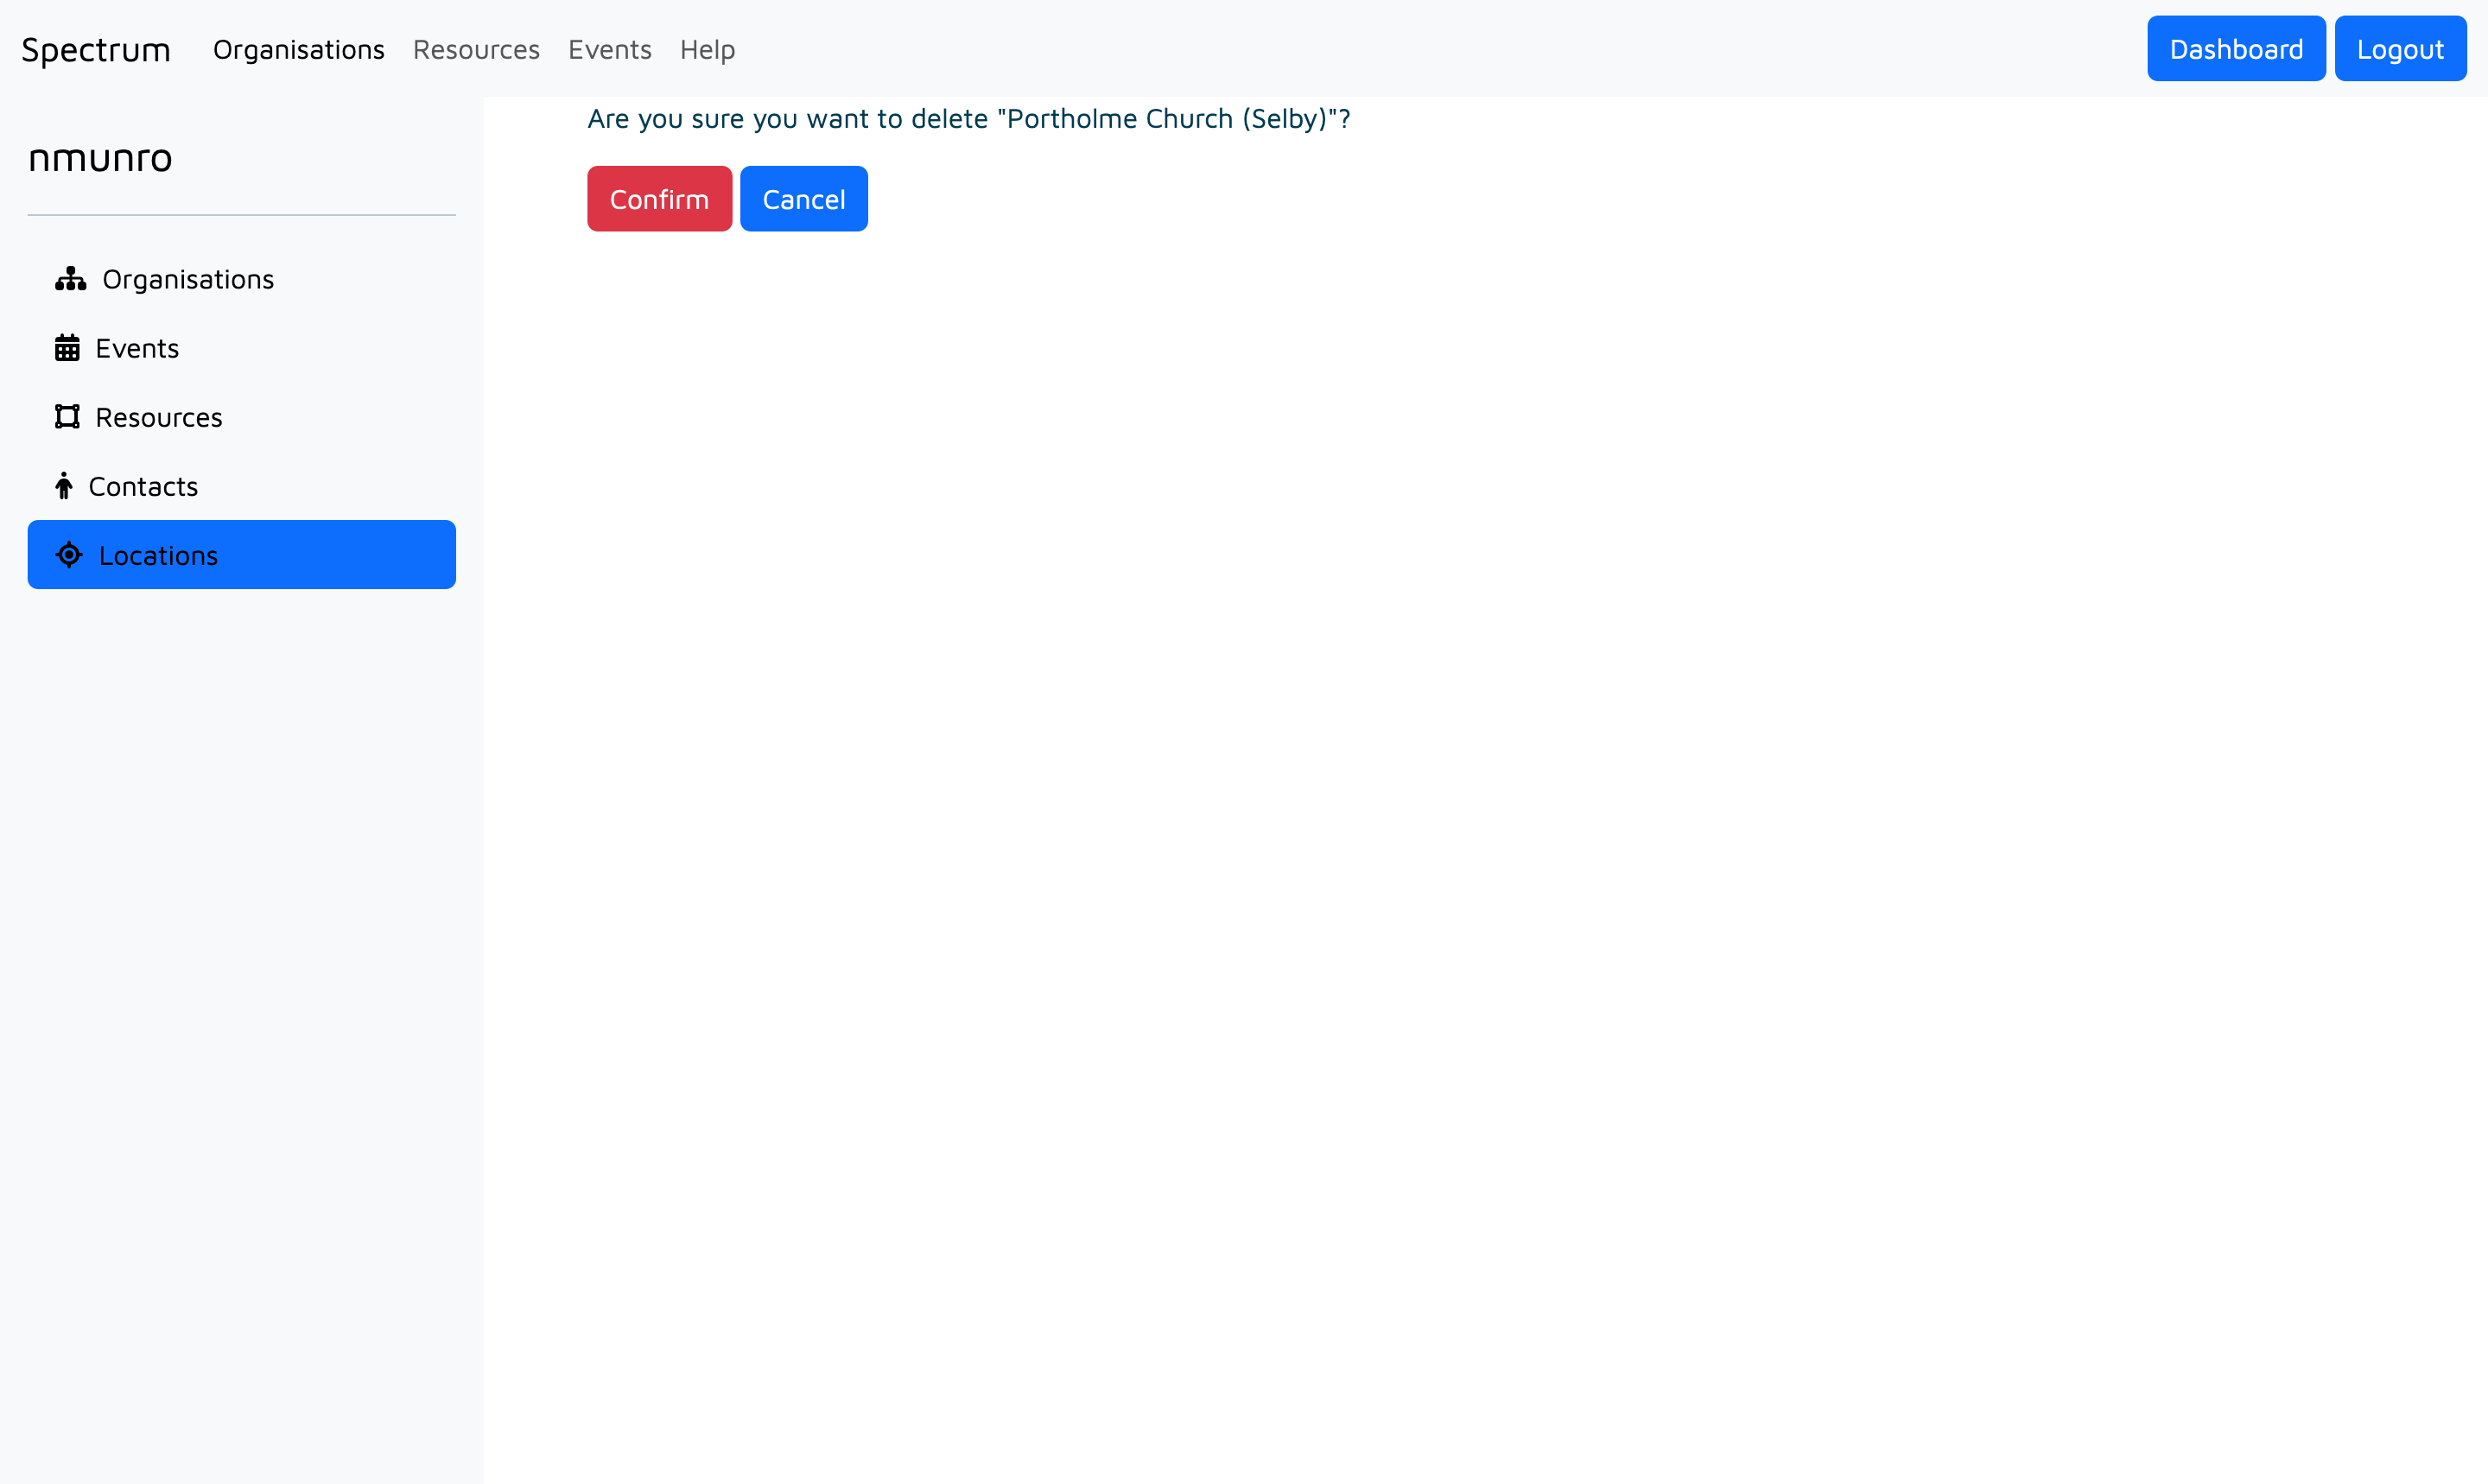 Spectrum Organisations Resources Events Help Dashboard Logout
nmunro
Organisations
Events
Resources
Contacts
Locations
Are you sure you want to delete "Portholme Church (Selby)"?
Confirm Cancel